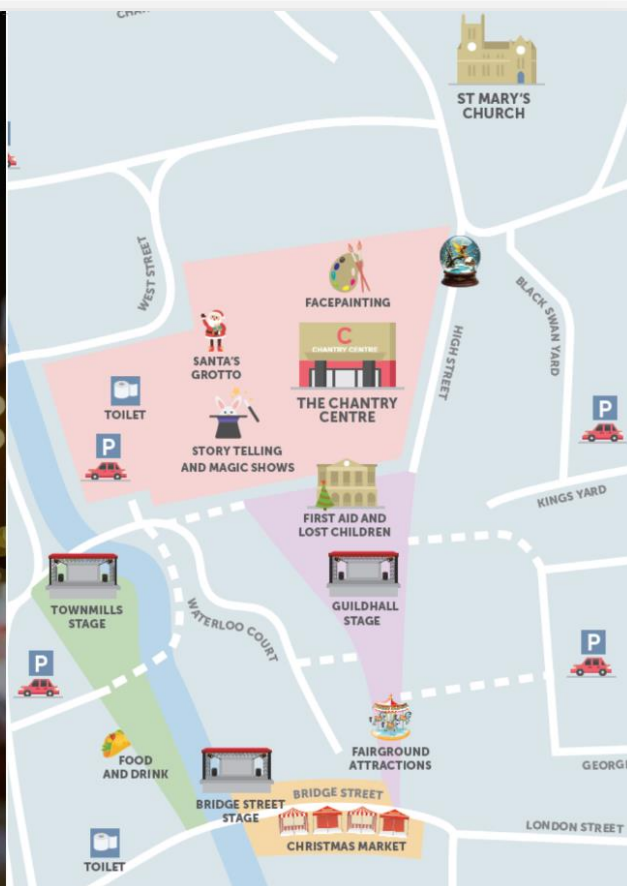 ST MARY'S
CHURCH
WEST STREET
FACEPAINTING
BLACK SWAN YARD
HIGH STREET
C
CHANTRY CENTRE
SANTA'S
GROTTO
THE CHANTRY
CENTRE
TOILET
P
STORY TELLING
AND MAGIC SHOWS
P
KINGS YARD
FIRST AID AND
LOST CHILDREN
TOWNMILLS
STAGE
GUILDHALL
STAGE
WATERLOO COURT
P
P
FOOD
AND DRINK
FAIRGROUND
ATTRACTIONS
GEORGE
BRIDGE STREET
STAGE
BRIDGE STREET
LONDON STREET
CHRISTMAS MARKET
TOILET